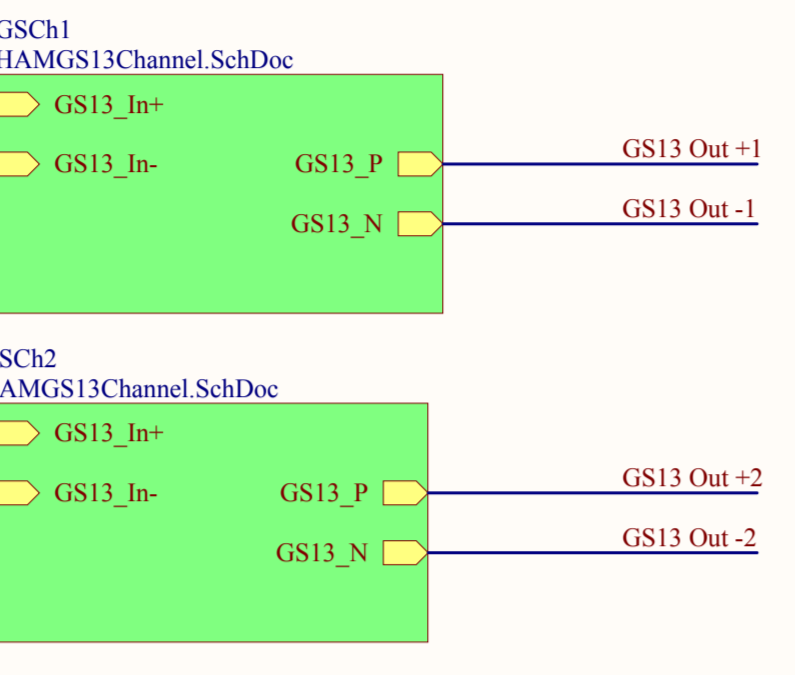 GSCh1
HAMGS13Channel.SchDoc
GS13_In+
GS13_In-
GS13_P
GS13 Out +1
GS13_N
GS13 Out -1
SCh2
AMGS13Channel.SchDoc
GS13_In+
GS13_In-
GS13_P
GS13 Out +2
GS13_N
GS13 Out -2